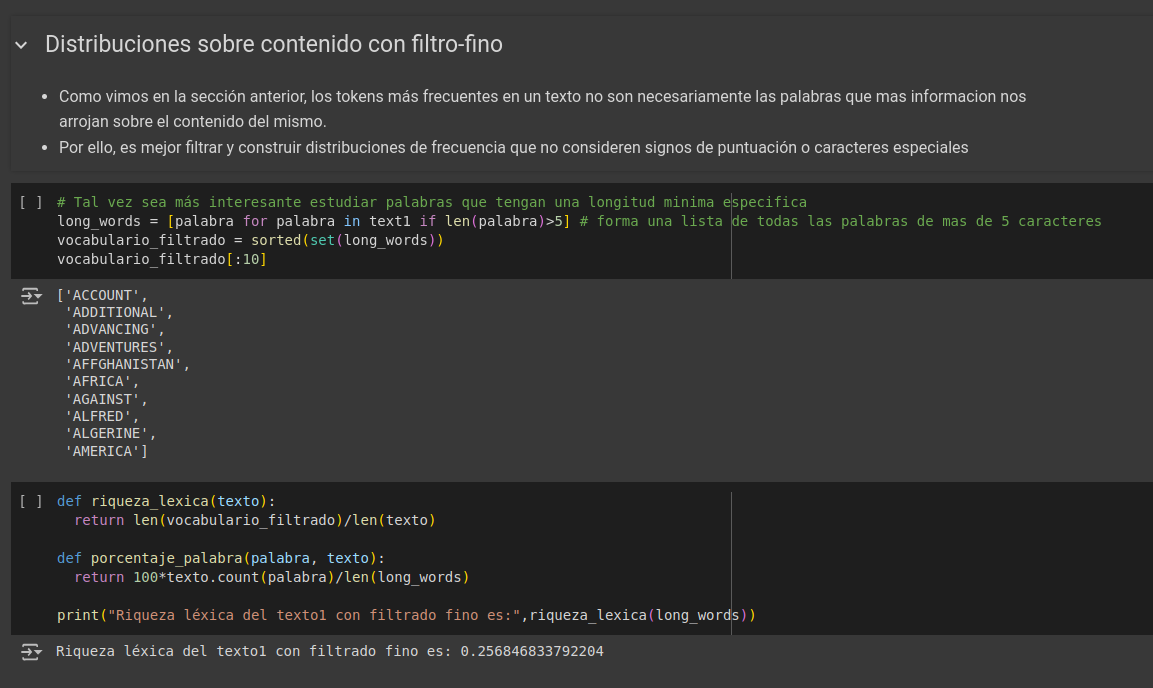 Distribuciones sobre contenido con filtro-fino
• Como vimos en la sección anterior, los tokens más frecuentes en un texto no son necesariamente las palabras que mas informacion nos
arrojan sobre el contenido del mismo.
• Por ello, es mejor filtrar y construir distribuciones de frecuencia que no consideren signos de puntuación o caracteres especiales
[ ] # Tal vez sea más interesante estudiar palabras que tengan una longitud minima especifica
long_words = [palabra for palabra in text1 if len(palabra)>5] # forma una lista de todas las palabras de mas de 5 caracteres
vocabulario_filtrado = sorted(set(long_words))
vocabulario_filtrado[:10]
['ACCOUNT',
'ADDITIONAL',
'ADVANCING',
'ADVENTURES',
'AFFGHANISTAN',
'AFRICA',
'AGAINST',
'ALFRED',
'ALGERINE',
'AMERICA']
[ ] def riqueza_lexica(texto):
return len(vocabulario_filtrado)/len(texto)
def porcentaje_palabra(palabra, texto):
return 100*texto.count(palabra)/len(long_words)
print("Riqueza léxica del texto1 con filtrado fino es:",riqueza_lexica(long_words))
Riqueza léxica del texto1 con filtrado fino es: 0.256846833792204